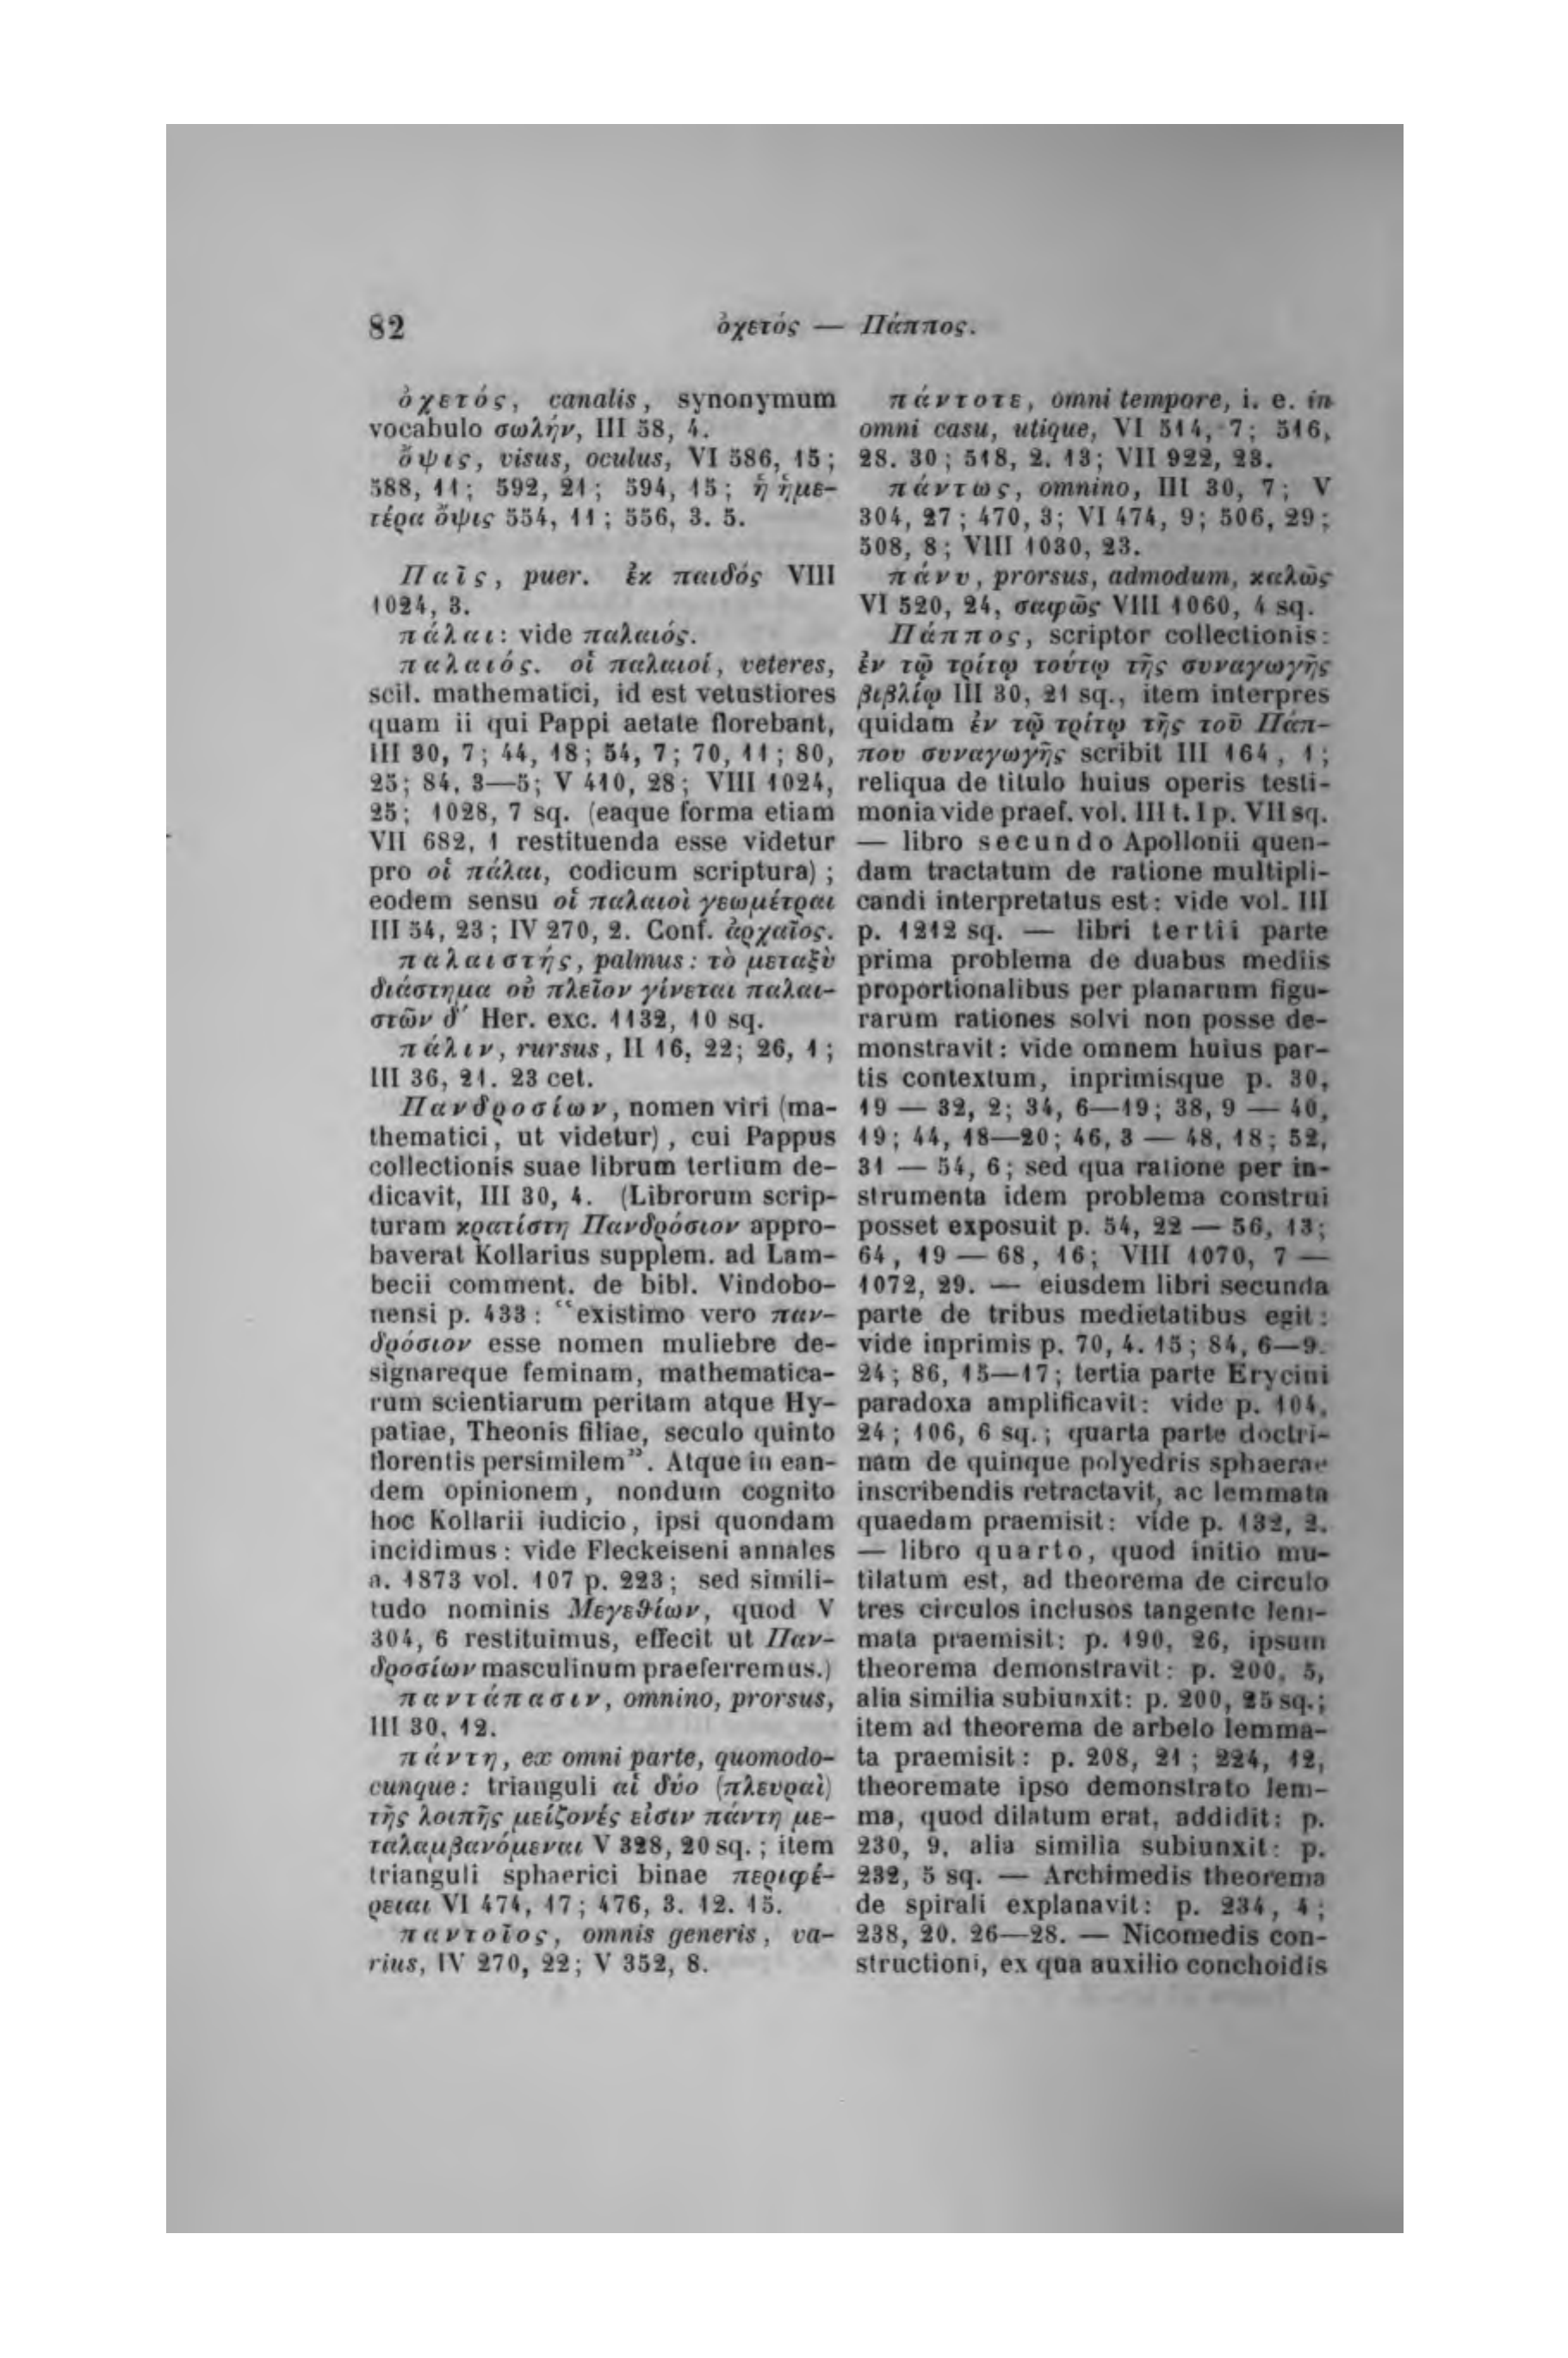 82
ὀχετός — Πάππος.
ὀχετός, canalis, synonymum
vocabulo σωλήν, III 58, 4.
ὄψις, visus, oculus, VI 586, 15;
588, 11; 592, 21; 594, 15; ἡ ἡμε-
τέρα ὄψις 554, 11; 556, 3. 5.
Παῖς, puer. ἐκ παιδός VIII
1024, 3.
πάλαι: vide παλαιός.
παλαιός. οἱ παλαιοί, veteres,
scil. mathematici, id est vetustiores
quam ii qui Pappi aetate florebant,
III 30, 7; 44, 18; 54, 7; 70, 11; 80,
25; 84, 3—5; V 410, 28; VIII 1024,
25; 1028, 7 sq. (eaque forma etiam
VII 682, 1 restituenda esse videtur
pro οἱ πάλαι, codicum scriptura);
eodem sensu οἱ παλαιοὶ γεωμέτραι
III 54, 23; IV 270, 2. Conf. ἀρχαῖος.
παλαιστής, palmus: τὸ μεταξὺ
διάστημα οὐ πλεῖον γίνεται παλαι-
στῶν δ΄ Her. exc. 1132, 10 sq.
πάλιν, rursus, II 16, 22; 26, 1;
III 36, 21. 23 cet.
Πανδροσίων, nomen viri (ma-
thematici, ut videtur), cui Pappus
collectionis suae librum tertium de-
dicavit, III 30, 4. (Librorum scrip-
turam κρατίστη Πανδρόσιον appro-
baverat Kollarius supplem. ad Lam-
becii comment. de bibl. Vindobo-
nensi p. 433: “existimo vero παν-
δρόσιον esse nomen muliebre de-
signareque feminam, mathematica-
rum scientiarum peritam atque Hy-
patiae, Theonis filiae, seculo quinto
florentis persimilem”. Atque in ean-
dem opinionem, nondum cognito
hoc Kollarii iudicio, ipsi quondam
incidimus: vide Fleckeiseni annales
a. 1873 vol. 107 p. 223; sed simili-
tudo nominis Μεγεθίων, quod V
304, 6 restituimus, effecit ut Παν-
δροσίων masculinum praeferremus.)
παντάπασιν, omnino, prorsus,
III 30, 12.
πάντη, ex omni parte, quomodo-
cunque: trianguli αἱ δύο (πλευραὶ)
τῆς λοιπῆς μείζονές εἰσιν πάντη με-
ταλαμβανόμεναι V 328, 20 sq.; item
trianguli sphaerici binae περιφέ-
ρειαι VI 474, 17; 476, 3. 12. 15.
παντοῖος, omnis generis, va-
rius, IV 270, 22; V 352, 8.
πάντοτε, omni tempore, i. e. in
omni casu, utique, VI 514, 7; 516,
28. 30; 518, 2. 13; VII 922, 23.
πάντως, omnino, III 30, 7; V
304, 27; 470, 3; VI 474, 9; 506, 29;
508, 8; VIII 1030, 23.
πάνυ, prorsus, admodum, καλῶς
VI 520, 24, σαφῶς VIII 1060, 4 sq.
Πάππος, scriptor collectionis:
ἐν τῷ τρίτῳ τούτῳ τῆς συναγωγῆς
βιβλίῳ III 30, 21 sq., item interpres
quidam ἐν τῷ τρίτῳ τῆς τοῦ Πάπ-
που συναγωγῆς scribit III 164, 1;
reliqua de titulo huius operis testi-
monia vide praef. vol. III t. I p. VII sq.
— libro secundo Apollonii quen-
dam tractatum de ratione multipli-
candi interpretatus est: vide vol. III
p. 1212 sq. — libri tertii parte
prima problema de duabus mediis
proportionalibus per planarum figu-
rarum rationes solvi non posse de-
monstravit: vide omnem huius par-
tis contextum, inprimisque p. 30,
19 — 32, 2; 34, 6—19; 38, 9 — 40,
19; 44, 18—20; 46, 3 — 48, 18; 52,
31 — 54, 6; sed qua ratione per in-
strumenta idem problema construi
posset exposuit p. 54, 22 — 56, 13;
64, 19 — 68, 16; VIII 1070, 7 —
1072, 29. — eiusdem libri secunda
parte de tribus medietatibus egit:
vide inprimis p. 70, 4. 15; 84, 6—9.
24; 86, 15—17; tertia parte Erycini
paradoxa amplificavit: vide p. 104,
24; 106, 6 sq.; quarta parte doctri-
nam de quinque polyedris sphaerae
inscribendis retractavit, ac lemmata
quaedam praemisit: vide p. 132, 2.
— libro quarto, quod initio mu-
tilatum est, ad theorema de circulo
tres circulos inclusos tangente lem-
mata praemisit: p. 190, 26, ipsum
theorema demonstravit: p. 200, 5,
alia similia subiunxit: p. 200, 25 sq.;
item ad theorema de arbelo lemma-
ta praemisit: p. 208, 21; 224, 12,
theoremate ipso demonstrato lem-
ma, quod dilatum erat, addidit: p.
230, 9, alia similia subiunxit: p.
232, 5 sq. — Archimedis theorema
de spirali explanavit: p. 234, 4;
238, 20. 26—28. — Nicomedis con-
structioni, ex qua auxilio conchoidis